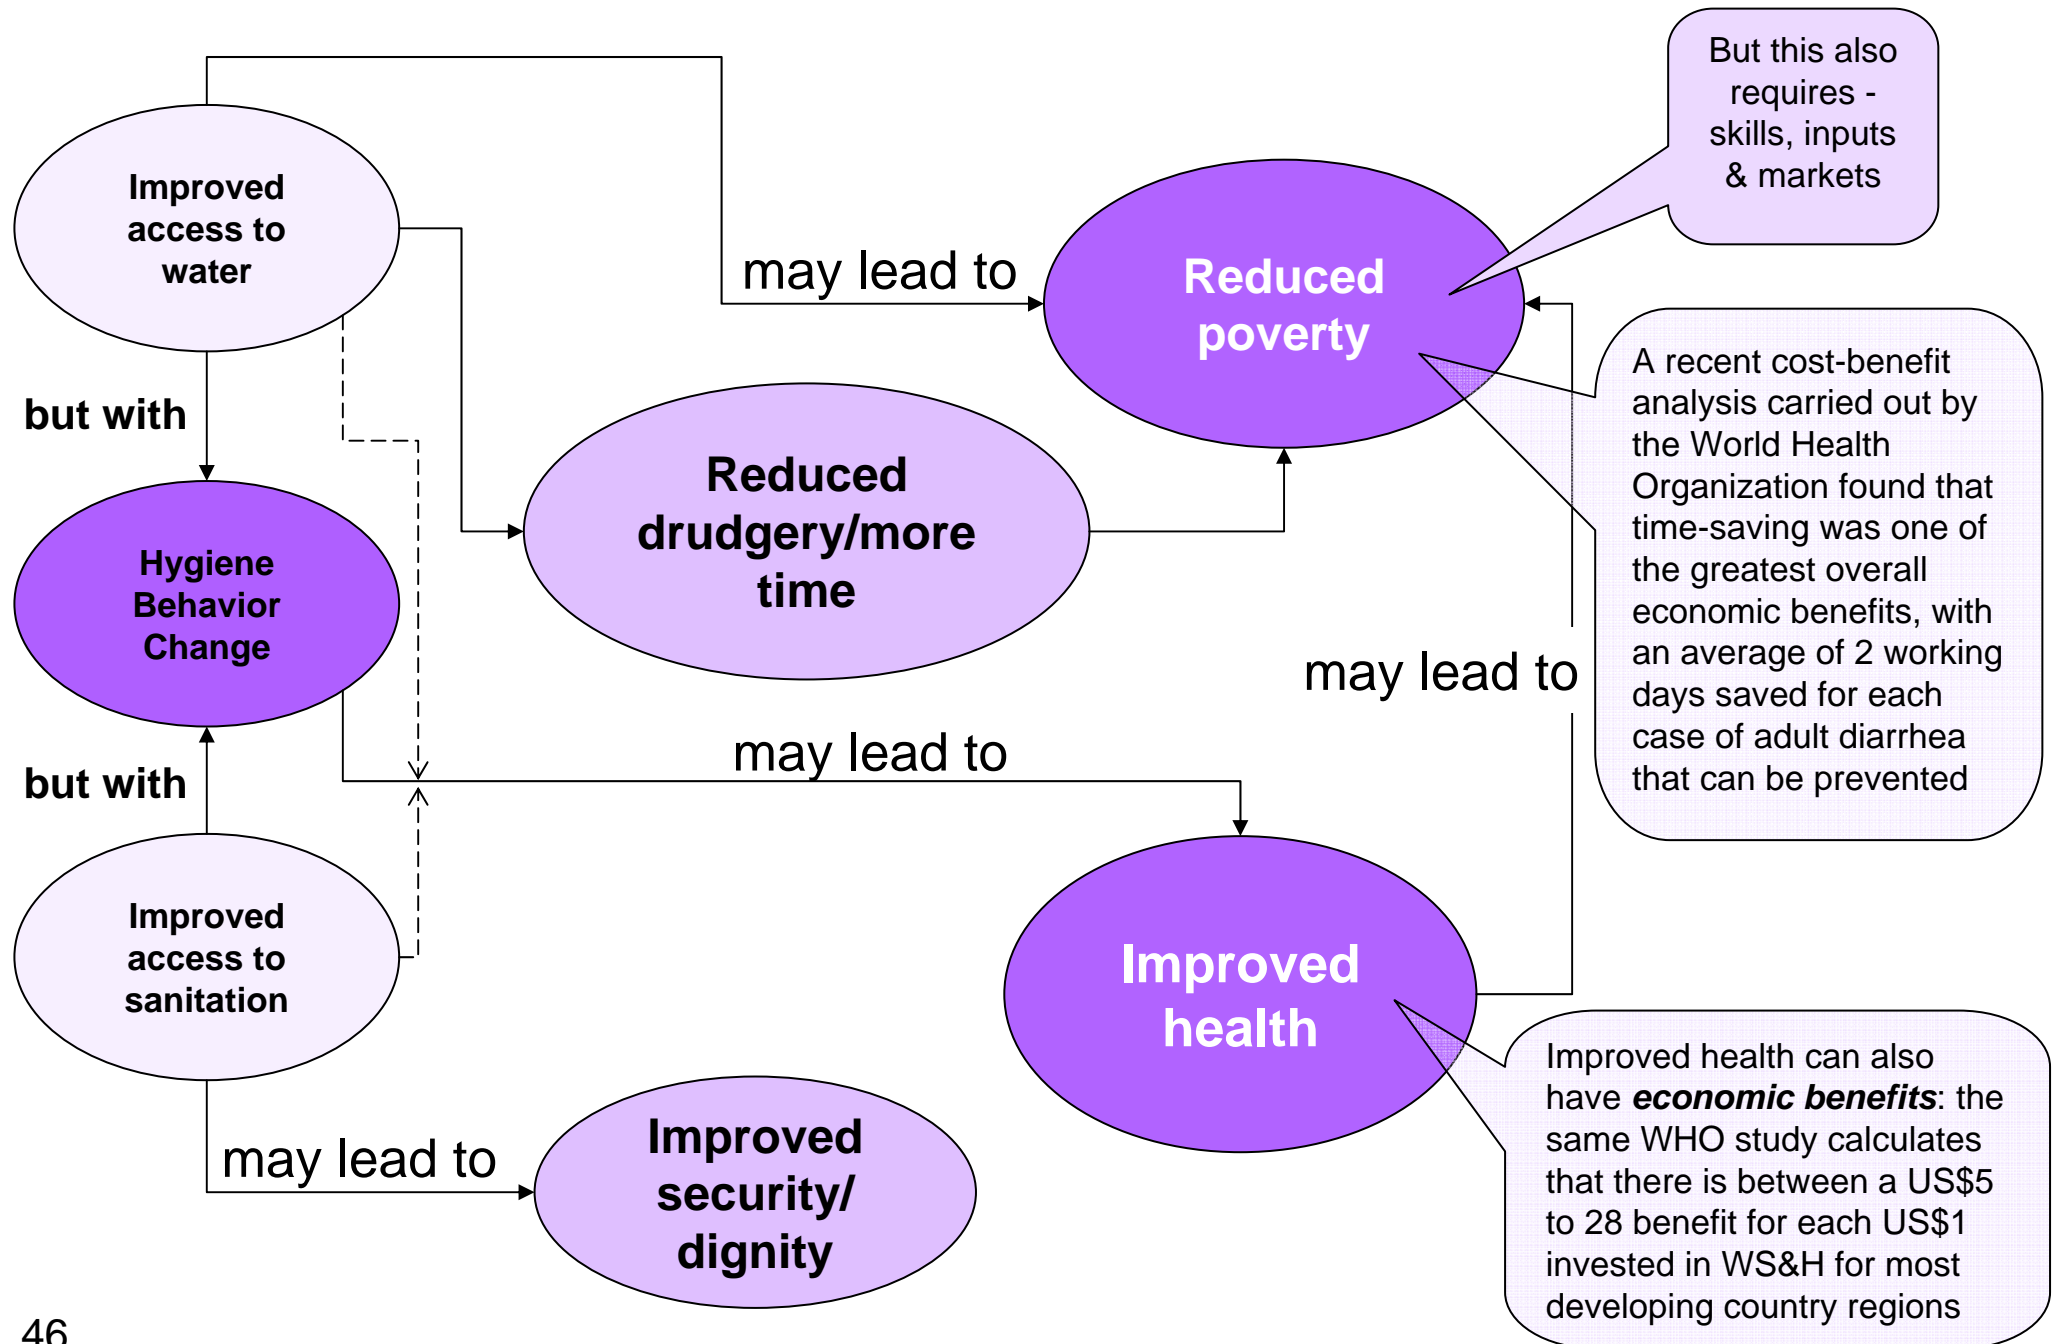 But this also
requires -
skills, inputs
& markets
Improved
access to
water
may lead to
Reduced
poverty
A recent cost-benefit
analysis carried out by
the World Health
Organization found that
time-saving was one of
the greatest overall
economic benefits, with
an average of 2 working
days saved for each
case of adult diarrhea
that can be prevented
but with
Reduced
drudgery/more
time
Hygiene
Behavior
Change
may lead to
may lead to
but with
Improved
access to
sanitation
Improved
health
may lead to
Improved
security/
dignity
Improved health can also
have economic benefits: the
same WHO study calculates
that there is between a US$5
to 28 benefit for each US$1
invested in WS&H for most
developing country regions
46